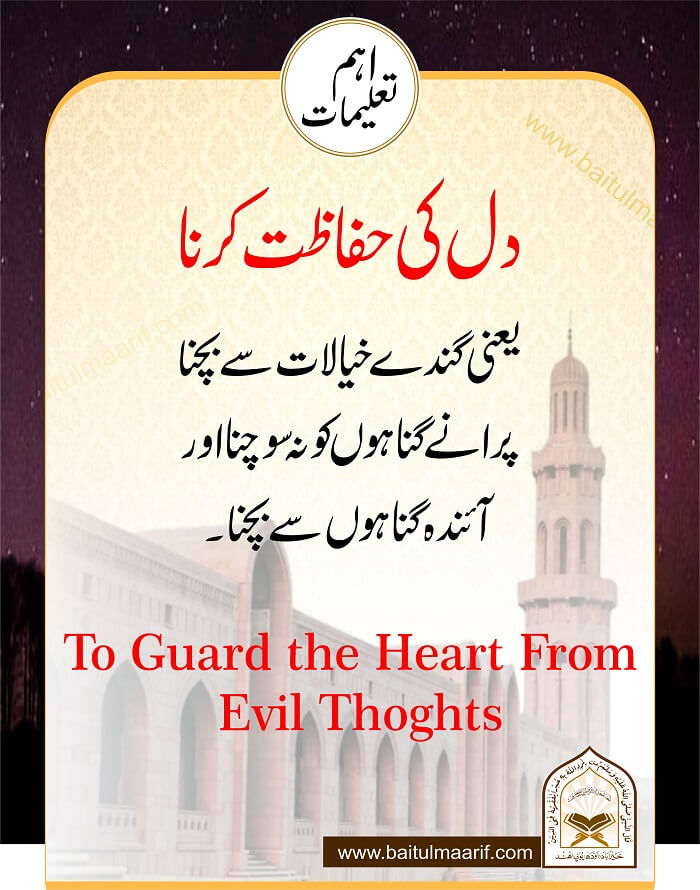 اہم
تعلیمات
www.baitulmaarif.com
دل کی حفاظت کرنا
یعنی گندے خیالات سے بچنا
پرانے گناہوں کو نہ سوچنا اور
آئندہ گناہوں سے بچنا۔
To Guard the Heart From
Evil Thoghts
www.baitulmaarif.com